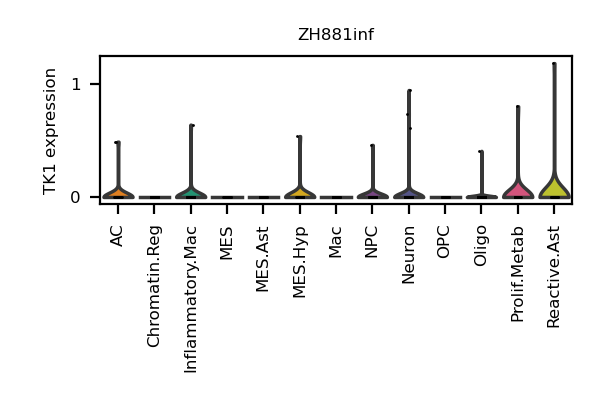 ZH881inf
TK1 expression
1
0
AC
Chromatin.Reg
Inflammatory.Mac
MES
MES.Ast
MES.Hyp
Mac
NPC
Neuron
OPC
Oligo
Prolif.Metab
Reactive.Ast